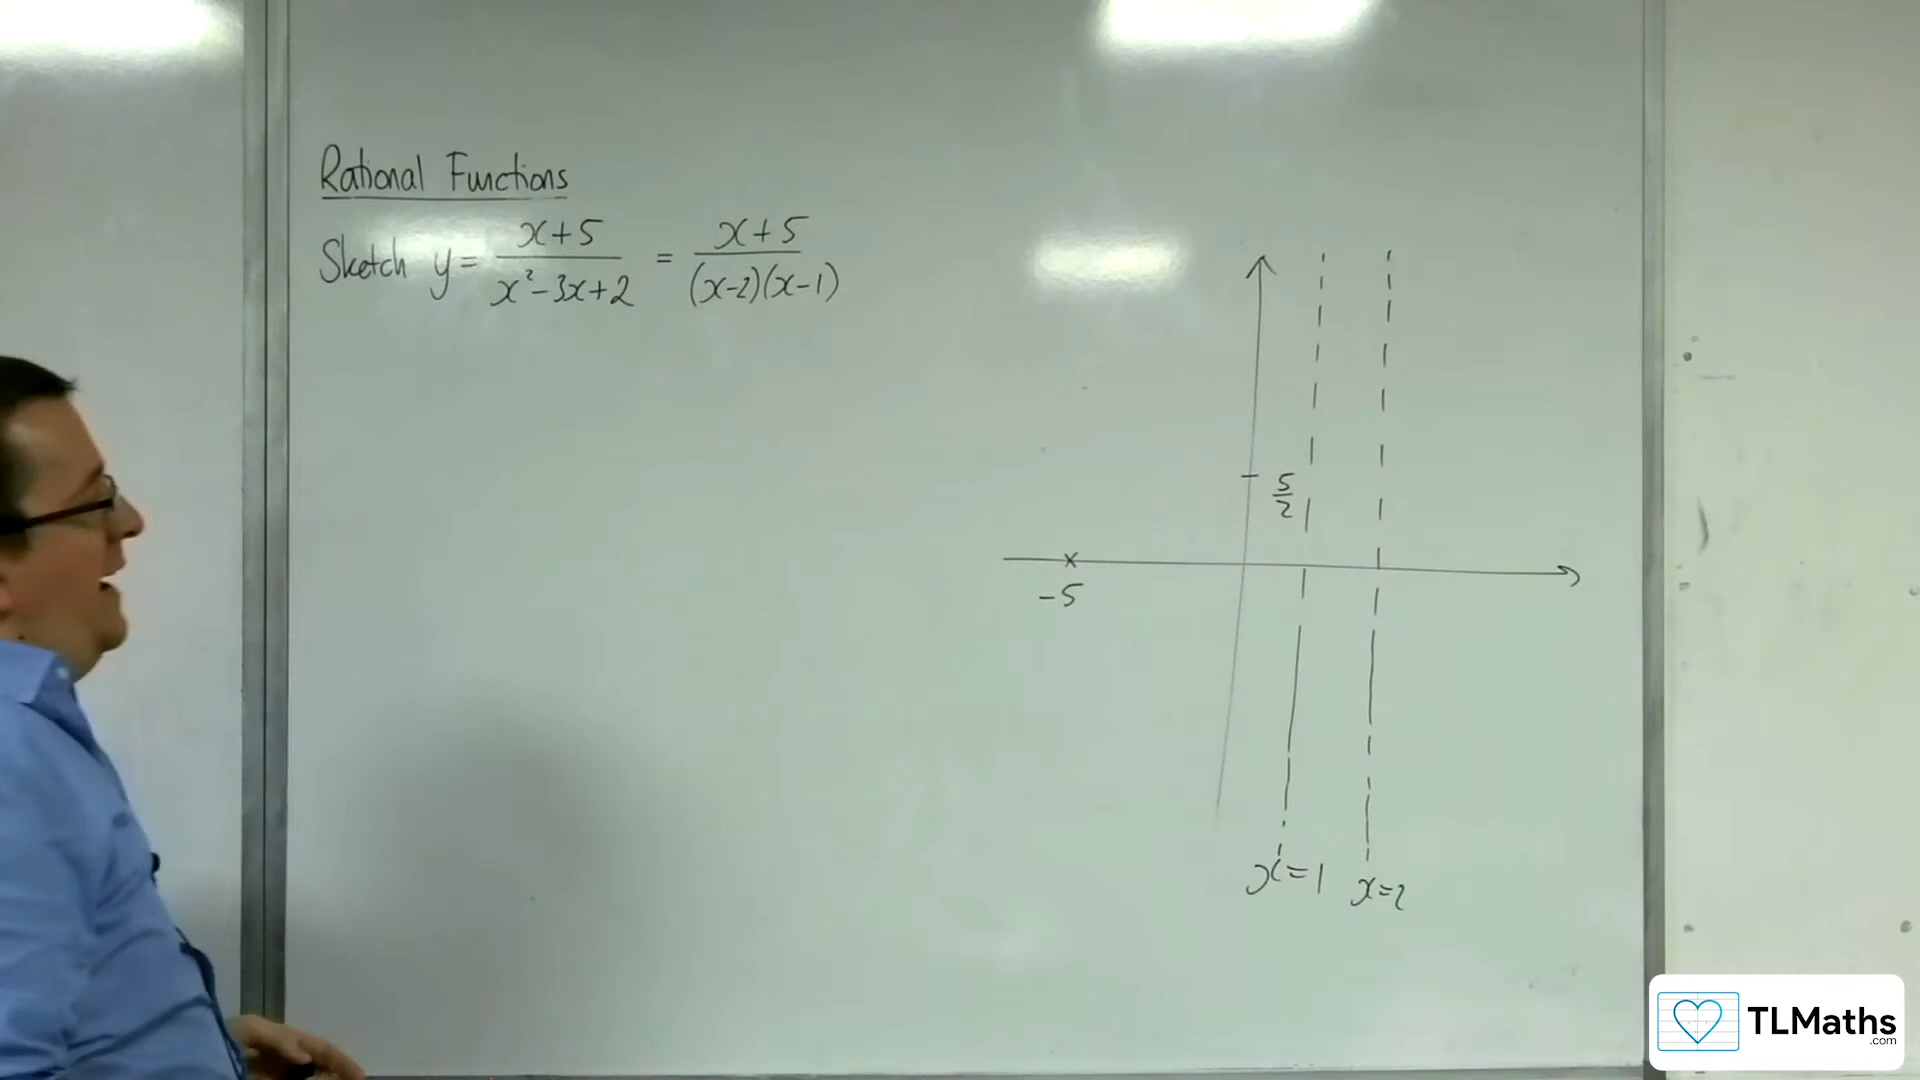 Rational Functions
Sketch y = x+5 / x²-3x+2 = x+5 / (x-2)(x-1)
5/2
-5
x=1
x=2
TLMaths
.com